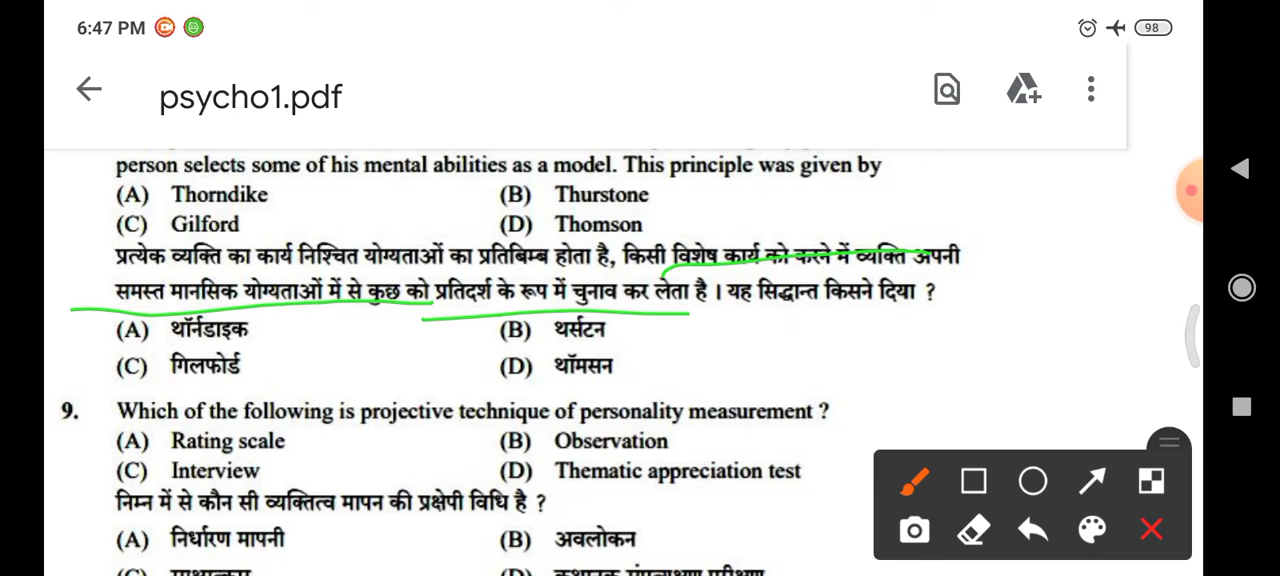 6:47 PM
98
psycho1.pdf
person selects some of his mental abilities as a model. This principle was given by
(A) Thorndike (B) Thurstone
(C) Gilford (D) Thomson
प्रत्येक व्यक्ति का कार्य निश्चित योग्यताओं का प्रतिबिम्ब होता है, किसी विशेष कार्य को करने में व्यक्ति अपनी
समस्त मानसिक योग्यताओं में से कुछ को प्रतिदर्श के रूप में चुनाव कर लेता है । यह सिद्धान्त किसने दिया ?
(A) थॉर्नडाइक (B) थर्सटन
(C) गिलफोर्ड (D) थॉमसन
9. Which of the following is projective technique of personality measurement ?
(A) Rating scale (B) Observation
(C) Interview (D) Thematic appreciation test
निम्न में से कौन सी व्यक्तित्व मापन की प्रक्षेपी विधि है ?
(A) निर्धारण मापनी (B) अवलोकन